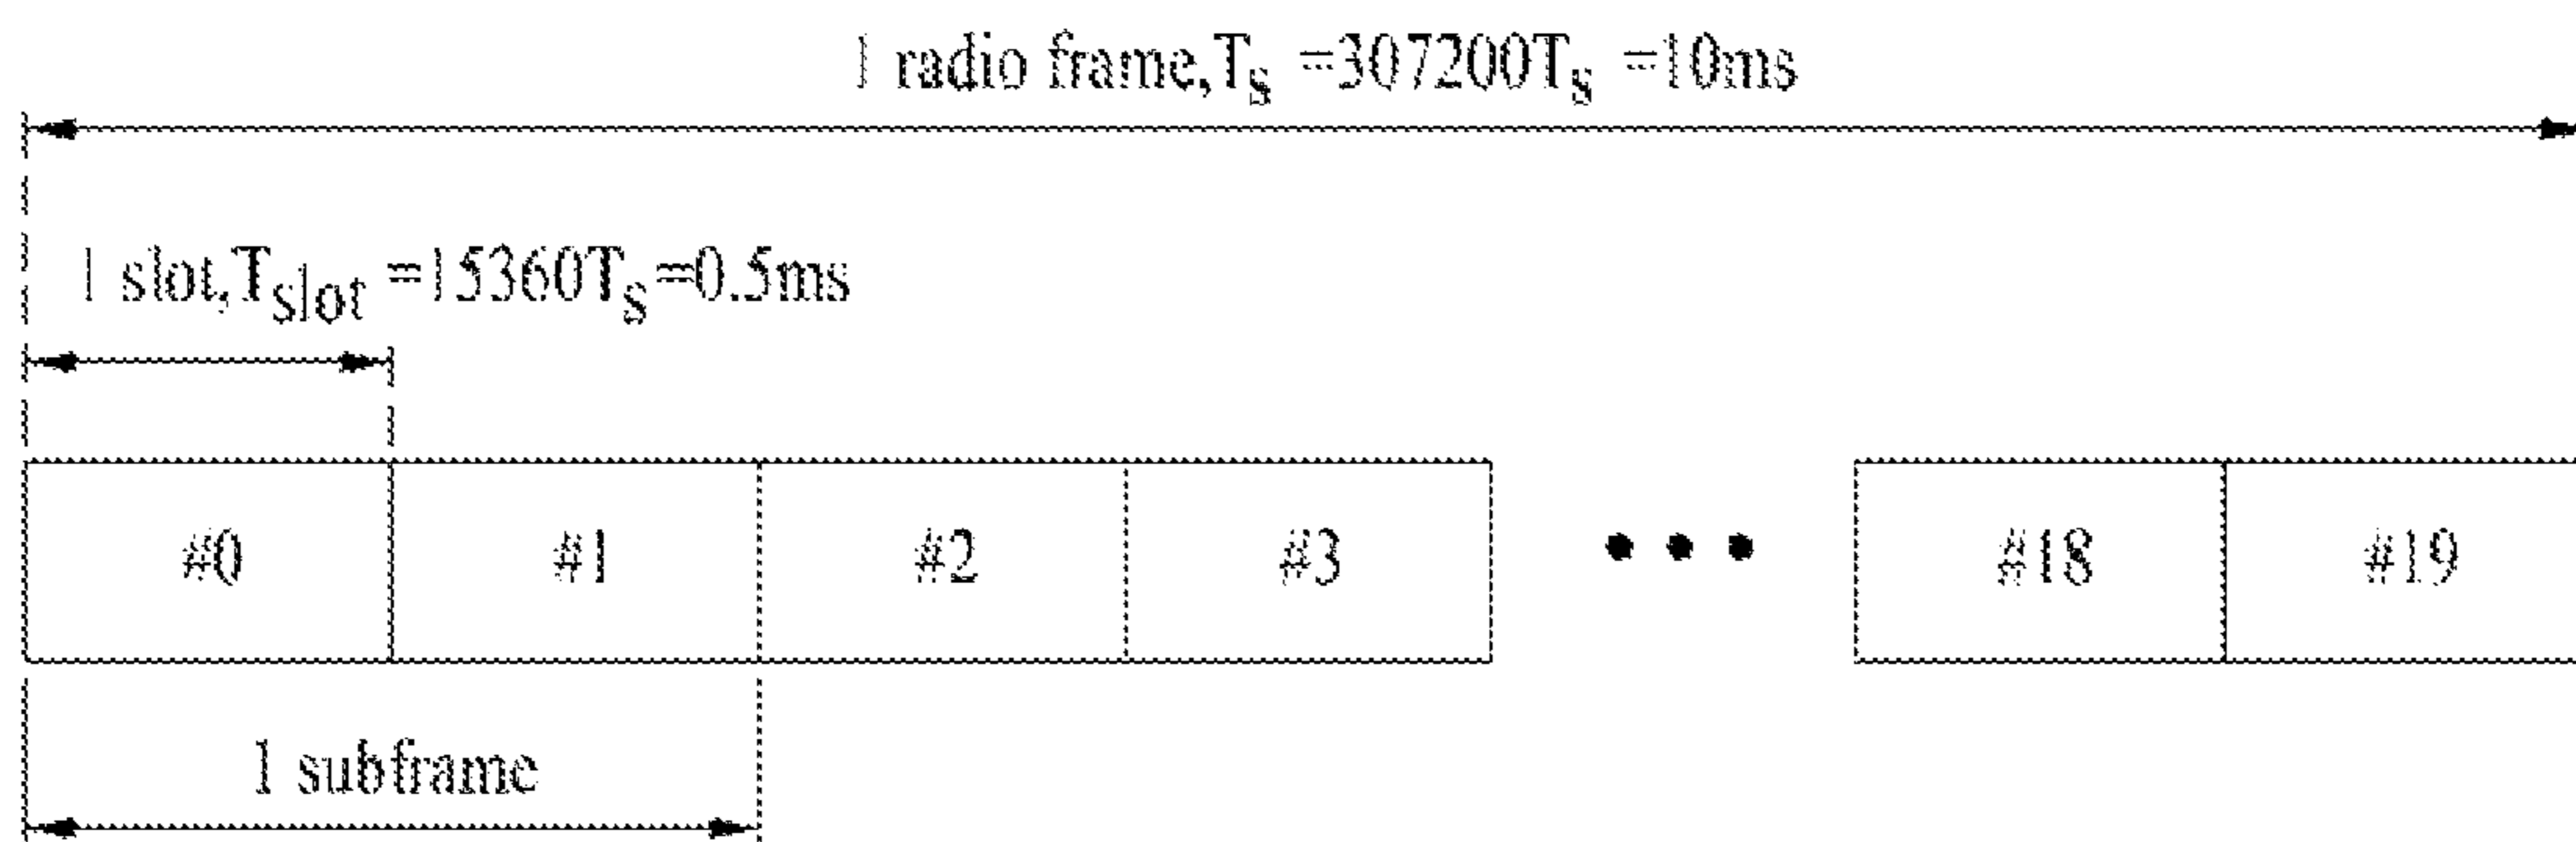 1 radio frame,Ts =307200Ts =10ms
1 slot,Tslot =15360Ts=0.5ms
#0 #1 #2 #3 ••• #18 #19
1 subframe